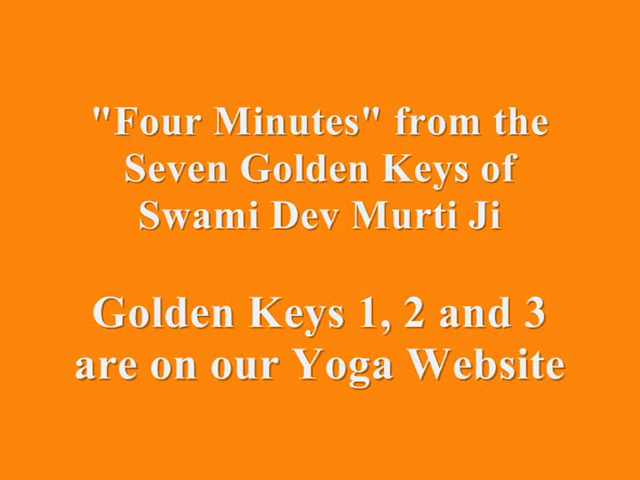 "Four Minutes" from the
Seven Golden Keys of
Swami Dev Murti Ji
Golden Keys 1, 2 and 3
are on our Yoga Website